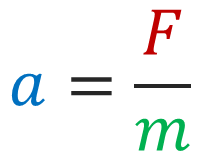 a = F/m